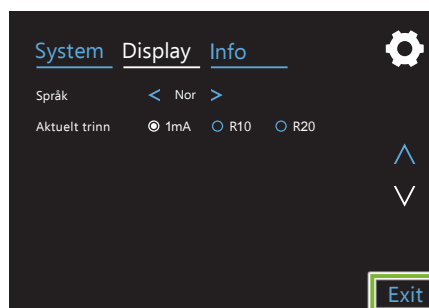 System Display Info
Språk < Nor >
Aktuelt trinn 1mA R10 R20
Exit